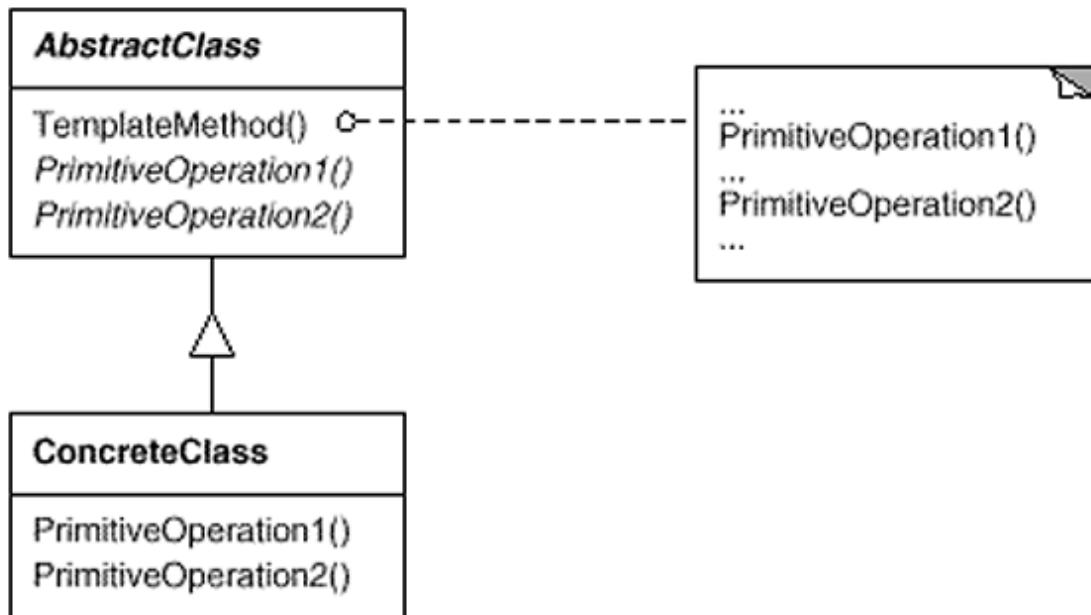 AbstractClass
TemplateMethod()
PrimitiveOperation1()
PrimitiveOperation2()
...
PrimitiveOperation1()
...
PrimitiveOperation2()
...
ConcreteClass
PrimitiveOperation1()
PrimitiveOperation2()